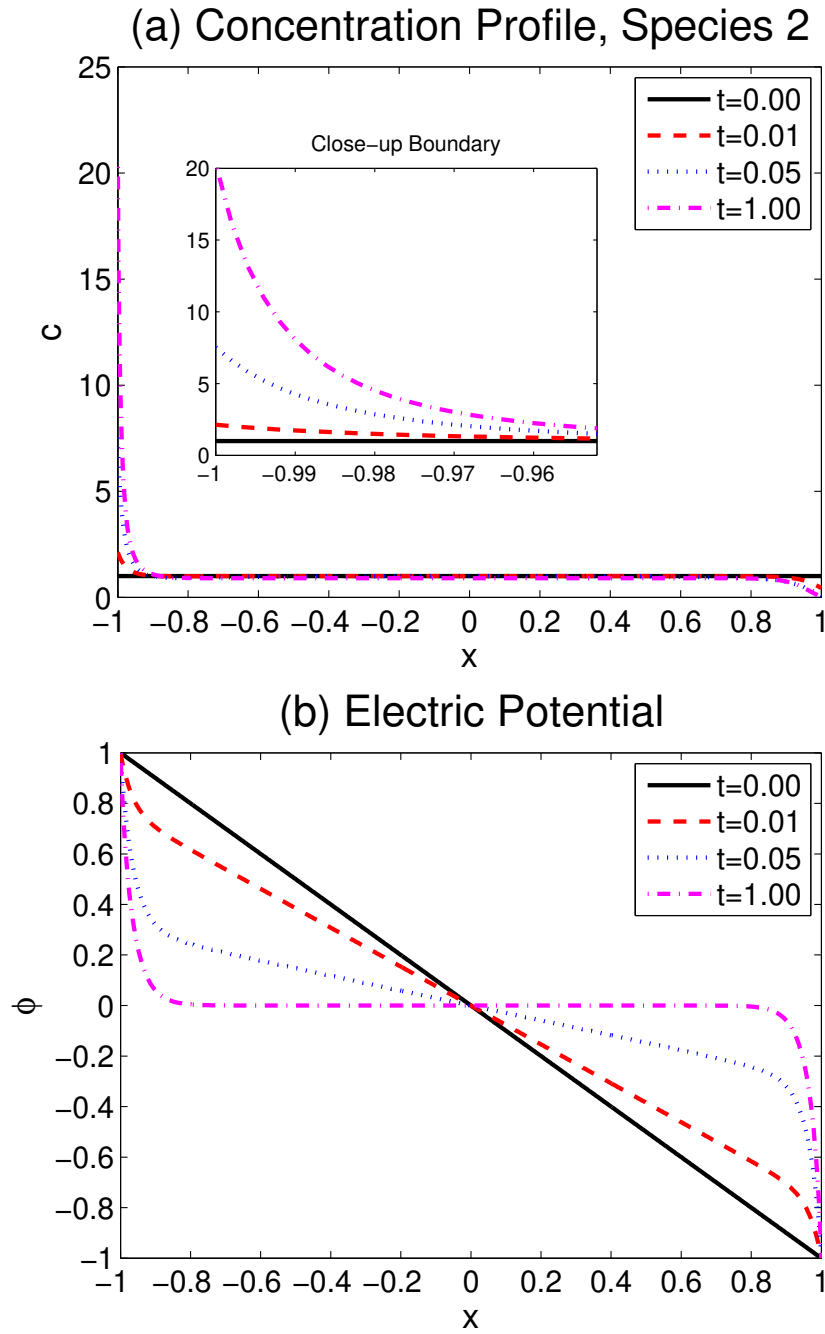 (a) Concentration Profile, Species 2
25
20
15
10
5
0
c
t=0.00
t=0.01
t=0.05
t=1.00
Close−up Boundary
20
15
10
5
0
−1 −0.99 −0.98 −0.97 −0.96
−1 −0.8 −0.6 −0.4 −0.2 0 0.2 0.4 0.6 0.8 1
x
(b) Electric Potential
1
0.8
0.6
0.4
0.2
0
−0.2
−0.4
−0.6
−0.8
−1
ϕ
t=0.00
t=0.01
t=0.05
t=1.00
−1 −0.8 −0.6 −0.4 −0.2 0 0.2 0.4 0.6 0.8 1
x